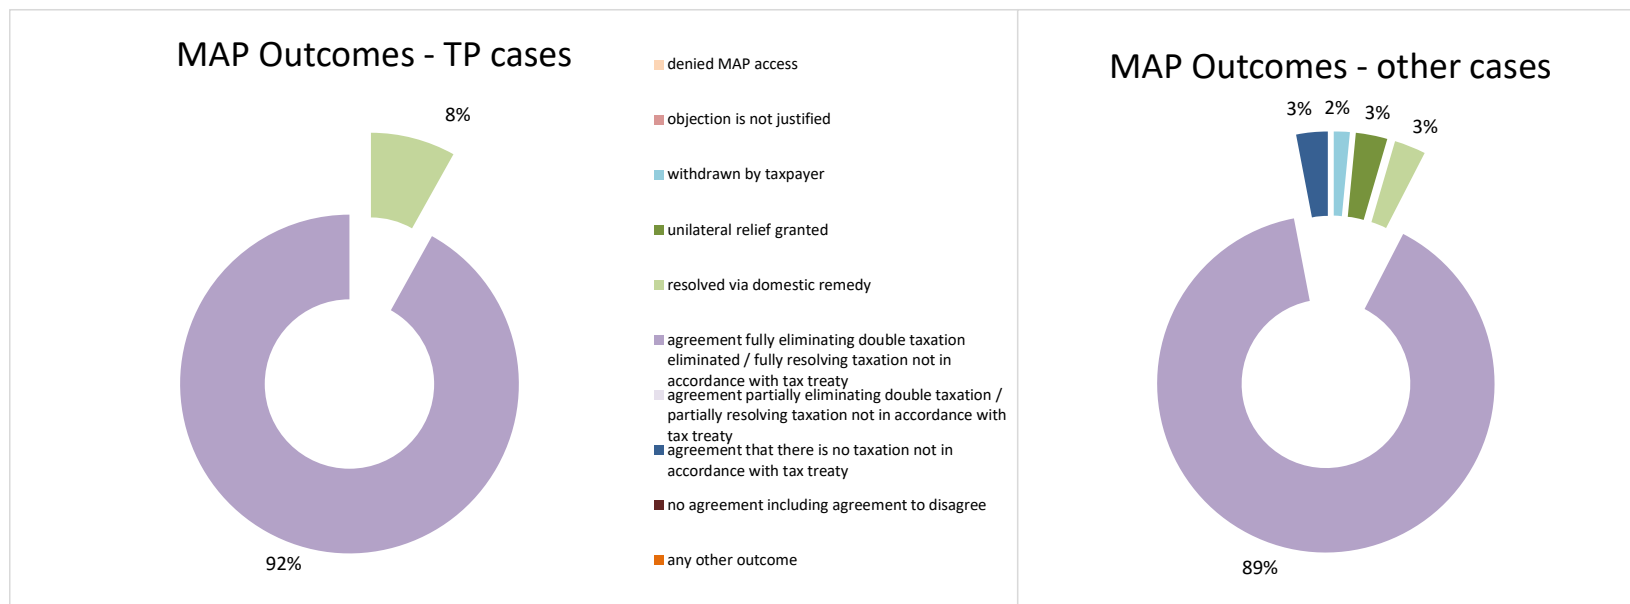 MAP Outcomes - TP cases
8%
92%
denied MAP access
objection is not justified
withdrawn by taxpayer
unilateral relief granted
resolved via domestic remedy
agreement fully eliminating double taxation
eliminated / fully resolving taxation not in
accordance with tax treaty
agreement partially eliminating double taxation /
partially resolving taxation not in accordance with
tax treaty
agreement that there is no taxation not in
accordance with tax treaty
no agreement including agreement to disagree
any other outcome
MAP Outcomes - other cases
3%
2%
3%
3%
89%